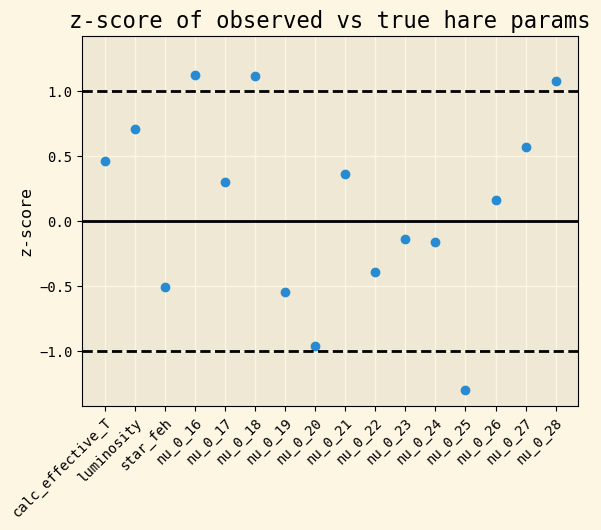 z-score of observed vs true hare params
z-score
1.0
0.5
0.0
−0.5
−1.0
calc_effective_T
luminosity
star_feh
nu_0_16
nu_0_17
nu_0_18
nu_0_19
nu_0_20
nu_0_21
nu_0_22
nu_0_23
nu_0_24
nu_0_25
nu_0_26
nu_0_27
nu_0_28